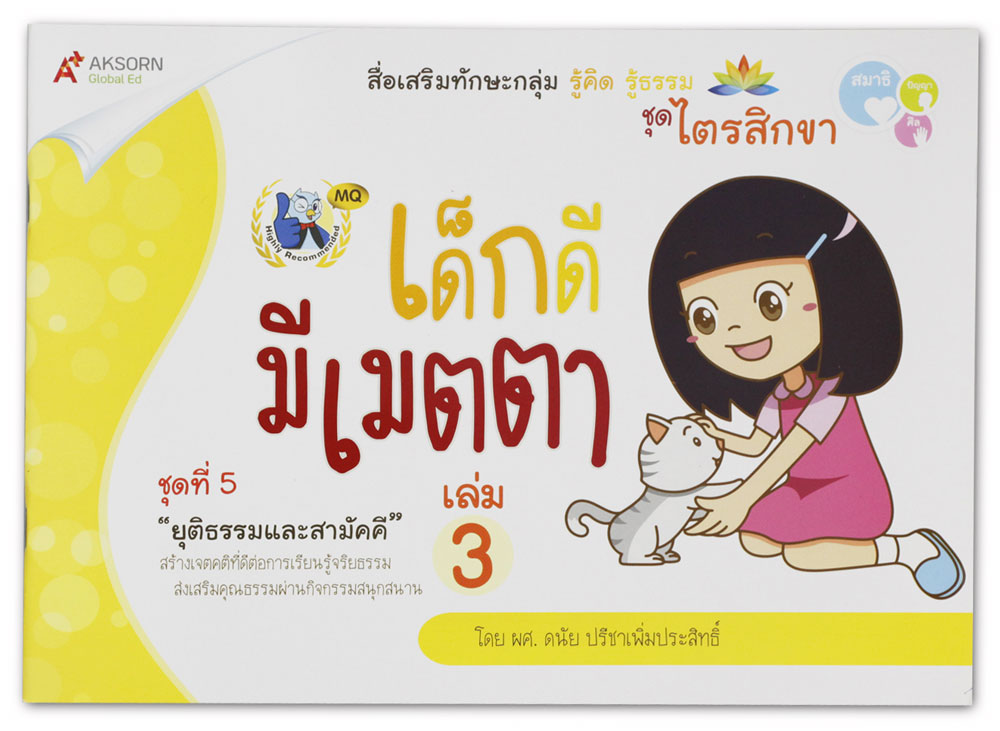 AKSORN
Global Ed
สื่อเสริมทักษะกลุ่ม รู้คิด รู้ธรรม
ชุดไตรสิกขา
สมาธิ
ปัญญา
ศีล
MQ
Highly Recommended
เด็กดี
มีเมตตา
ชุดที่ 5
“ยุติธรรมและสามัคคี”
สร้างเจตคติที่ดีต่อการเรียนรู้จริยธรรม
ส่งเสริมคุณธรรมผ่านกิจกรรมสนุกสนาน
เล่ม
3
โดย ผศ. ดนัย ปรีชาเพิ่มประสิทธิ์